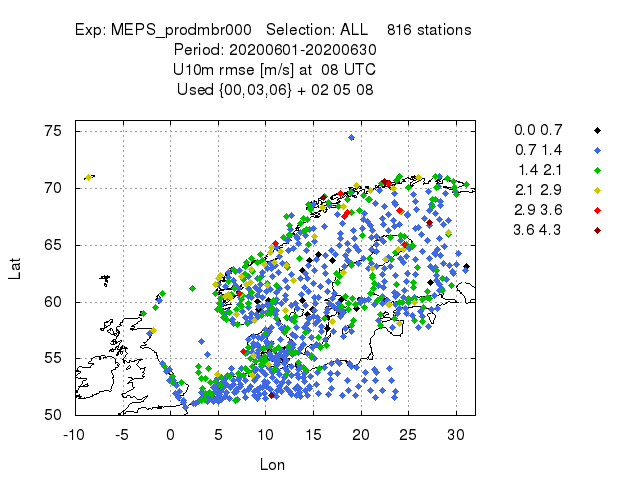 Exp: MEPS_prodmbr000   Selection: ALL    816 stations
Period: 20200601-20200630
U10m rmse [m/s] at  08 UTC
Used {00,03,06} + 02 05 08
75
70
65
60
55
50
Lat
-10 -5 0 5 10 15 20 25 30
Lon
0.0 0.7
0.7 1.4
1.4 2.1
2.1 2.9
2.9 3.6
3.6 4.3